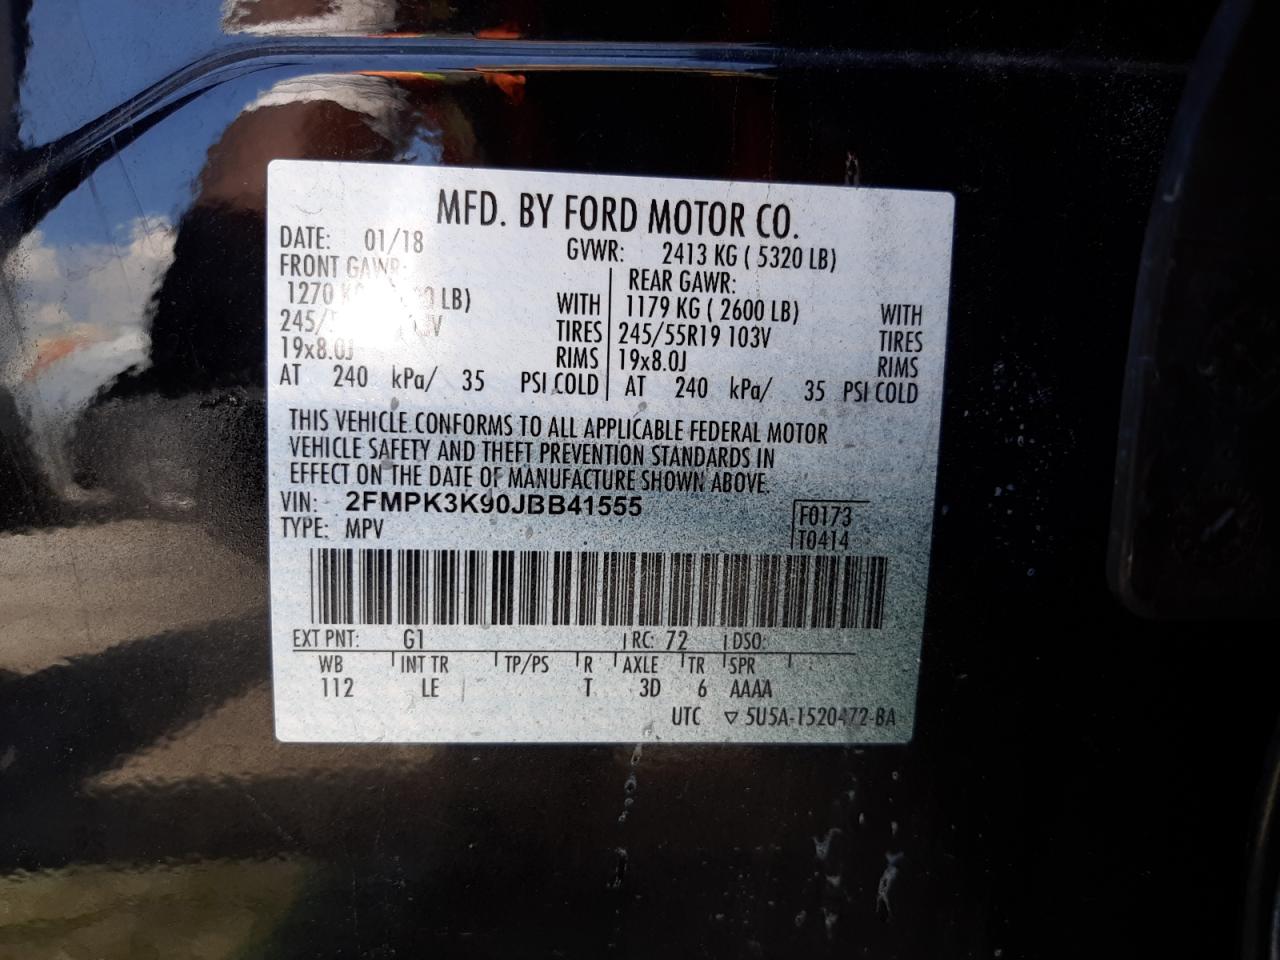 MFD. BY FORD MOTOR CO.
DATE: 01/18 GVWR: 2413 KG ( 5320 LB)
FRONT GAWR: REAR GAWR:
1270 LB) WITH 1179 KG ( 2600 LB) WITH
245/ TIRES 245/55R19 103V TIRES
19x8.0J RIMS 19x8.0J RIMS
AT 240 kPa/ 35 PSI COLD AT 240 kPa/ 35 PSI COLD
THIS VEHICLE CONFORMS TO ALL APPLICABLE FEDERAL MOTOR
VEHICLE SAFETY AND THEFT PREVENTION STANDARDS IN
EFFECT ON THE DATE OF MANUFACTURE SHOWN ABOVE.
VIN: 2FMPK3K90JBB41555 F0173
TYPE: MPV T0414
EXT PNT: G1 RC: 72 DSO:
WB INT TR TP/PS R AXLE TR SPR
112 LE T 3D 6 AAAA
UTC ▽ 5U5A-1520472-BA